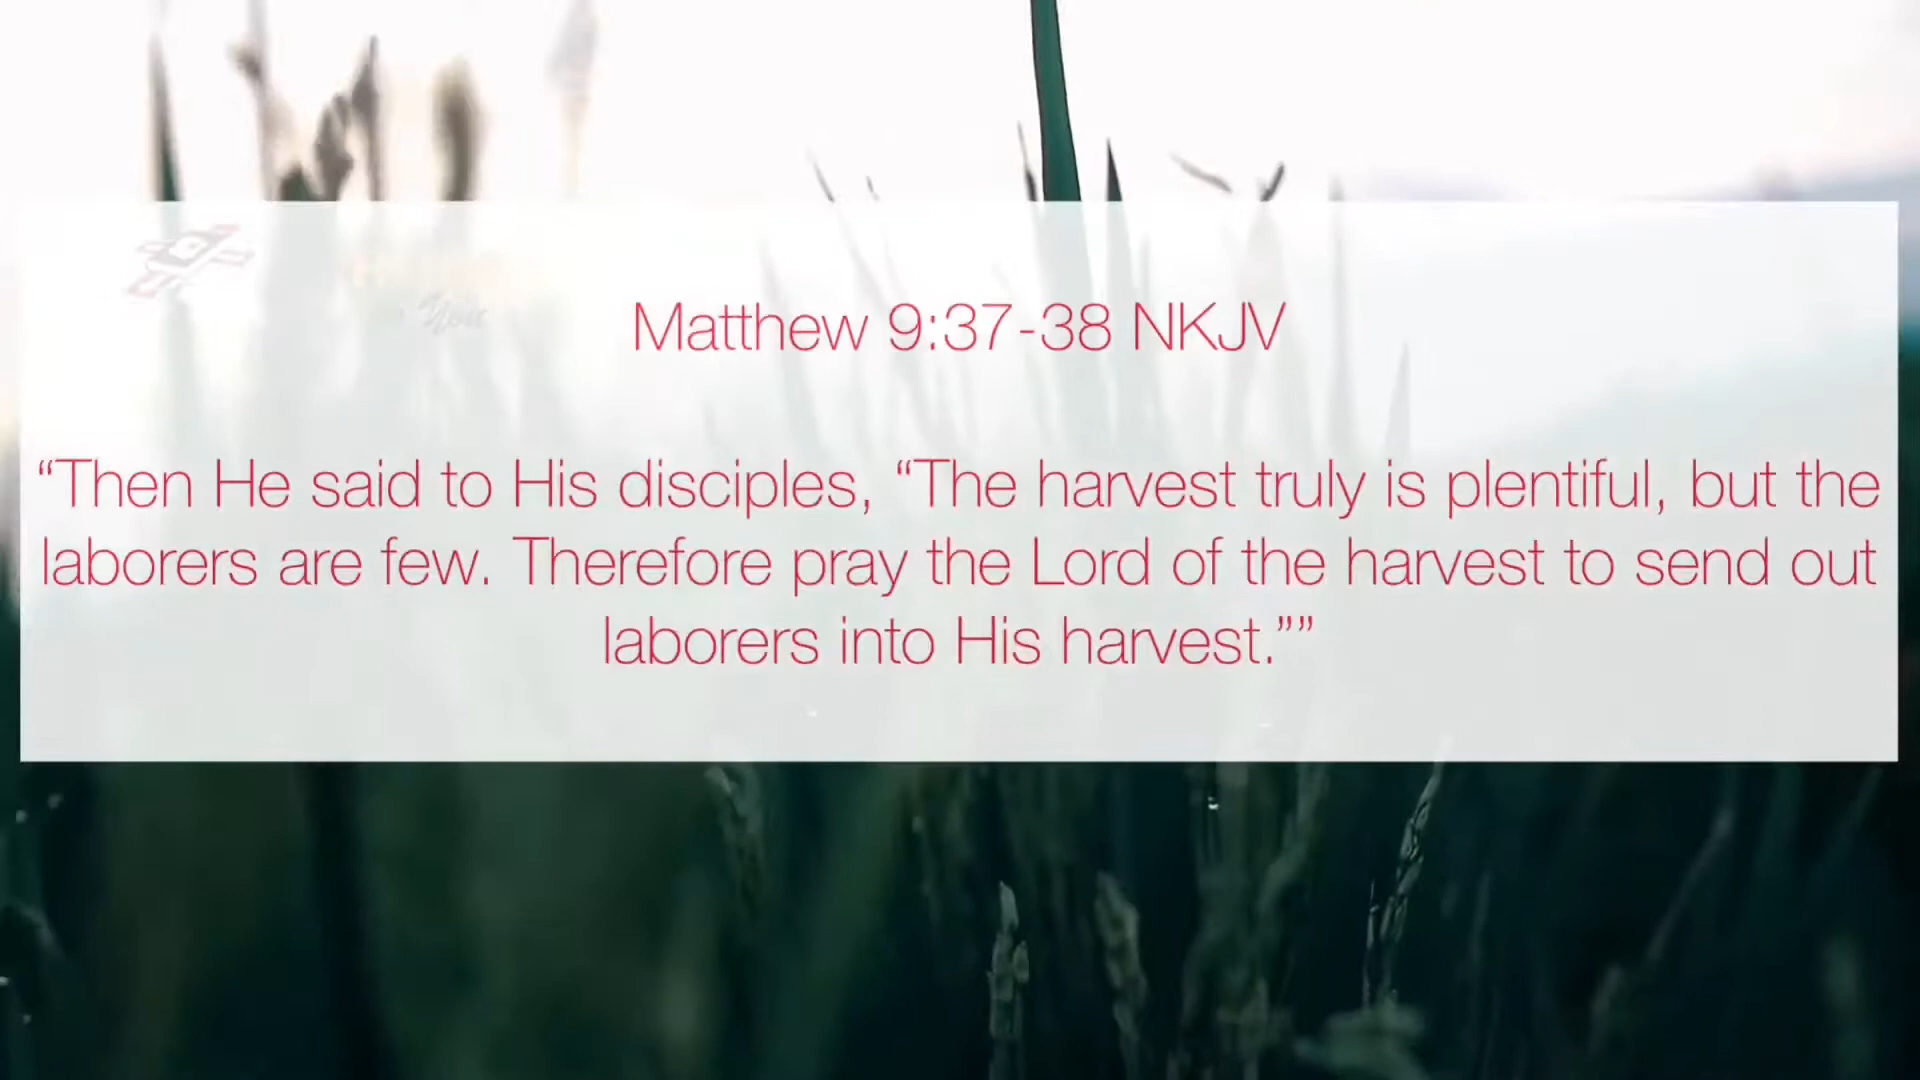 You
Matthew 9:37-38 NKJV
“Then He said to His disciples, “The harvest truly is plentiful, but the
laborers are few. Therefore pray the Lord of the harvest to send out
laborers into His harvest.””